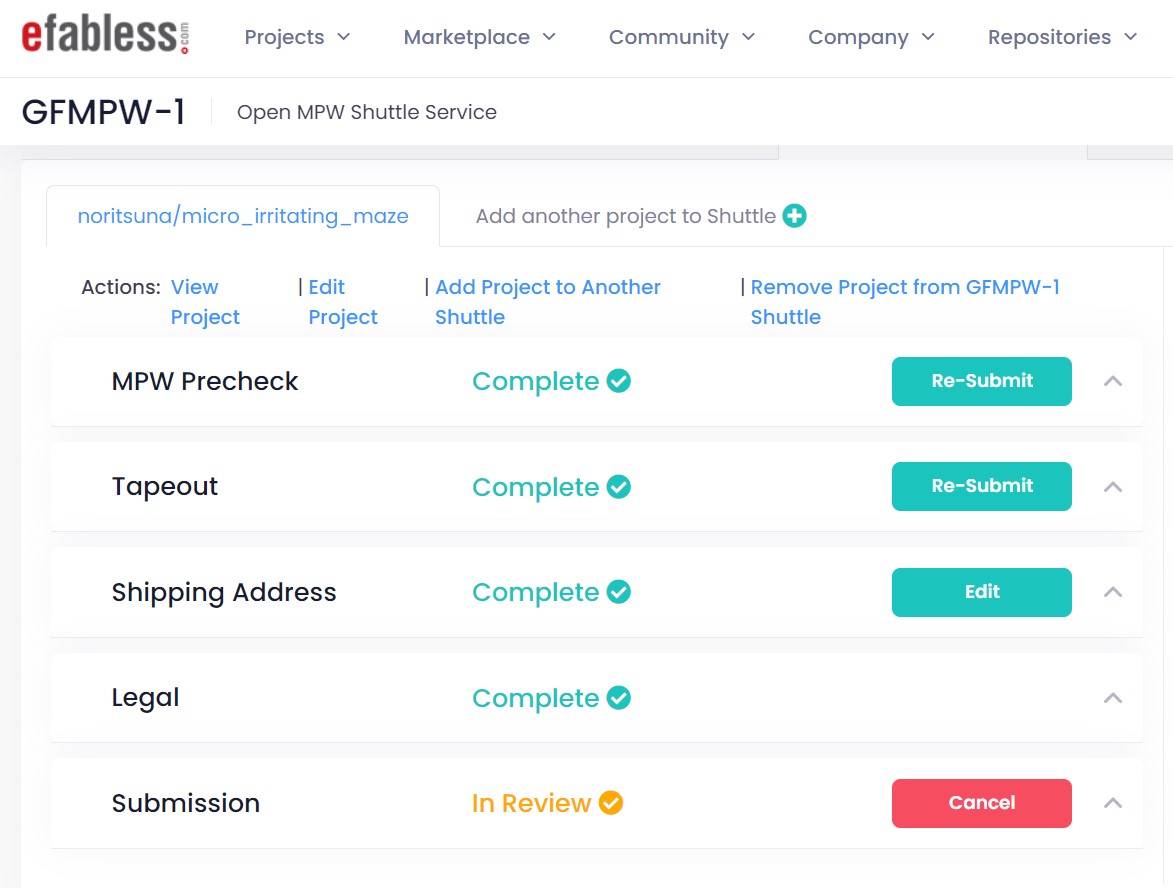 efabless.com
Projects Marketplace Community Company Repositories
GFMPW-1 Open MPW Shuttle Service
noritsuna/micro_irritating_maze Add another project to Shuttle
Actions: View Project | Edit Project | Add Project to Another Shuttle | Remove Project from GFMPW-1 Shuttle
MPW Precheck Complete Re-Submit
Tapeout Complete Re-Submit
Shipping Address Complete Edit
Legal Complete
Submission In Review Cancel